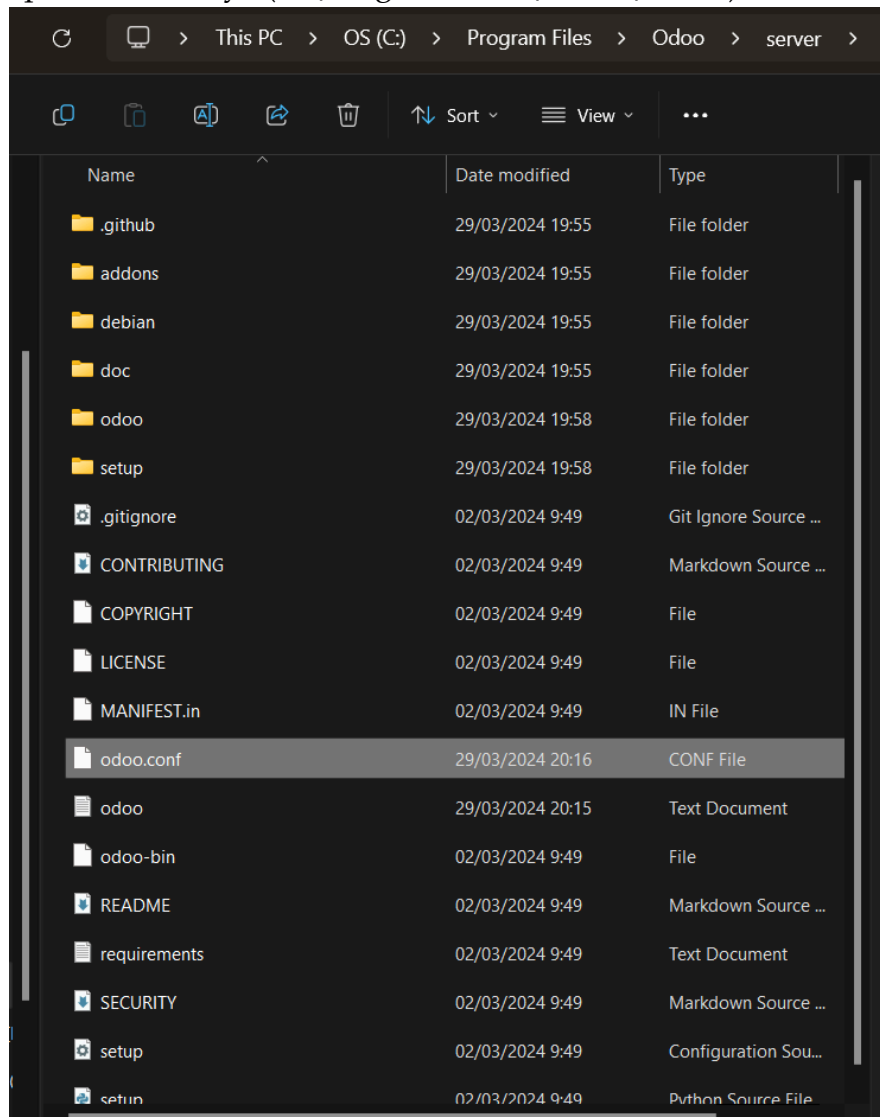 This PC > OS (C:) > Program Files > Odoo > server >
Sort View
Name Date modified Type
.github 29/03/2024 19:55 File folder
addons 29/03/2024 19:55 File folder
debian 29/03/2024 19:55 File folder
doc 29/03/2024 19:55 File folder
odoo 29/03/2024 19:58 File folder
setup 29/03/2024 19:58 File folder
.gitignore 02/03/2024 9:49 Git Ignore Source ...
CONTRIBUTING 02/03/2024 9:49 Markdown Source ...
COPYRIGHT 02/03/2024 9:49 File
LICENSE 02/03/2024 9:49 File
MANIFEST.in 02/03/2024 9:49 IN File
odoo.conf 29/03/2024 20:16 CONF File
odoo 29/03/2024 20:15 Text Document
odoo-bin 02/03/2024 9:49 File
README 02/03/2024 9:49 Markdown Source ...
requirements 02/03/2024 9:49 Text Document
SECURITY 02/03/2024 9:49 Markdown Source ...
setup 02/03/2024 9:49 Configuration Sou...
setup 02/03/2024 9:49 Python Source File